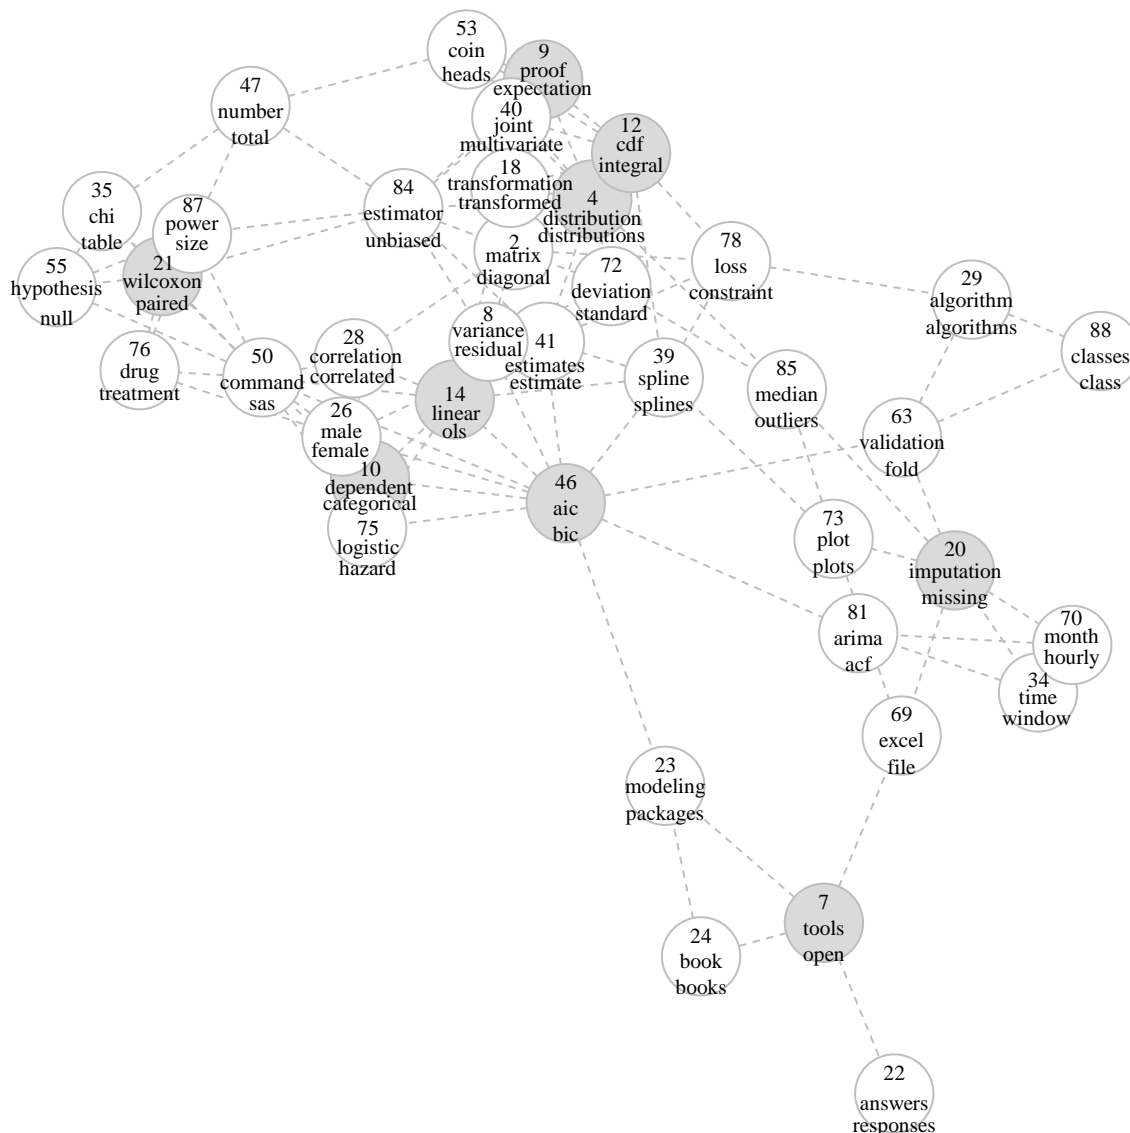 53
coin
heads
9
proof
expectation
47
number
total
40
joint
multivariate
12
cdf
integral
18
transformation
transformed
35
chi
table
87
power
size
84
estimator
unbiased
4
distribution
distributions
2
matrix
diagonal
78
loss
constraint
55
hypothesis
null
21
wilcoxon
paired
72
deviation
standard
29
algorithm
algorithms
88
classes
class
76
drug
treatment
50
command
sas
28
correlation
correlated
8
variance
residual
41
estimates
estimate
39
spline
splines
85
median
outliers
14
linear
ols
26
male
female
63
validation
fold
10
dependent
categorical
46
aic
bic
75
logistic
hazard
73
plot
plots
20
imputation
missing
81
arima
acf
70
month
hourly
34
time
window
69
excel
file
23
modeling
packages
7
tools
open
24
book
books
22
answers
responses